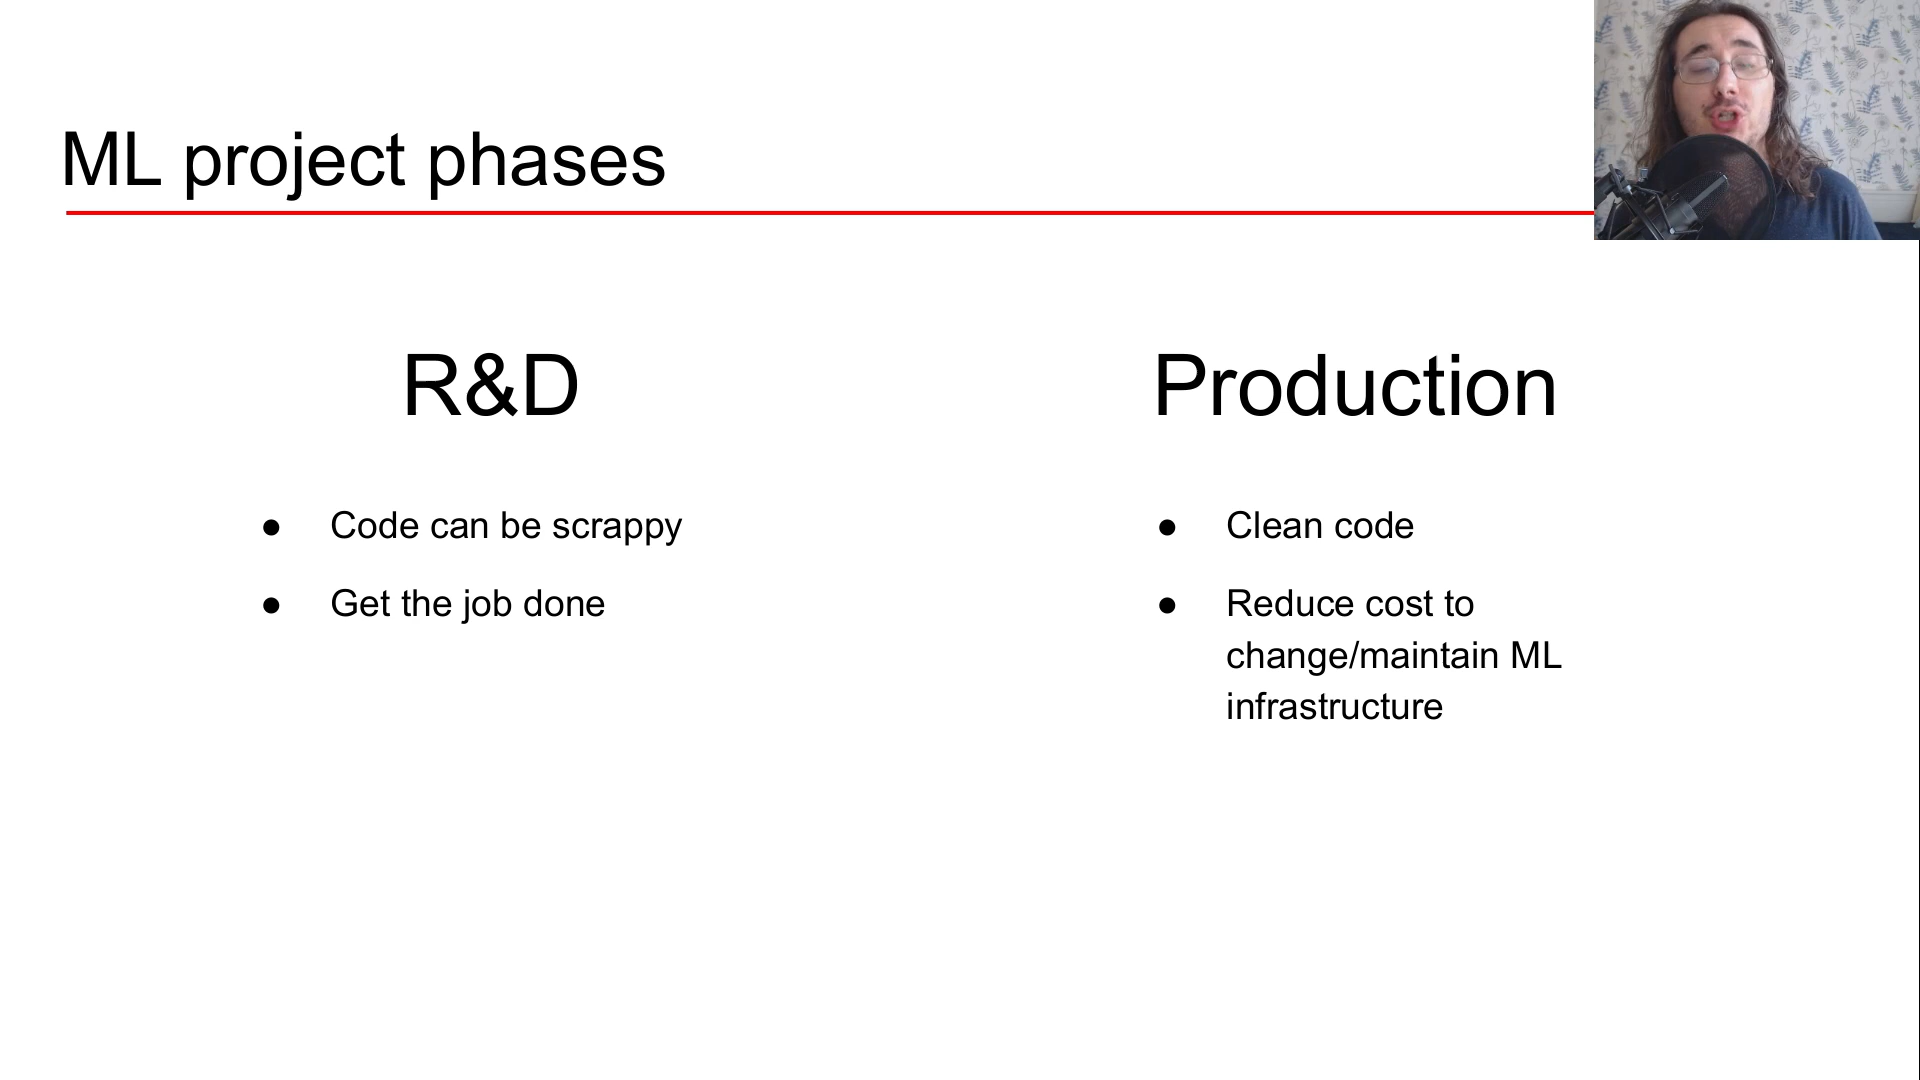 ML project phases
R&D
● Code can be scrappy
● Get the job done
Production
● Clean code
● Reduce cost to
change/maintain ML
infrastructure